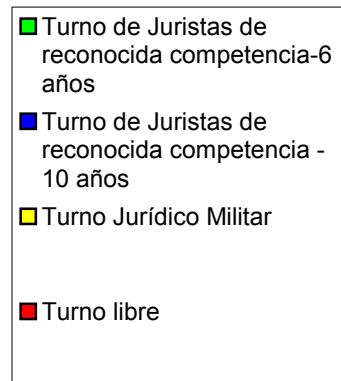 Turno de Juristas de
reconocida competencia-6
años
Turno de Juristas de
reconocida competencia -
10 años
Turno Jurídico Militar
Turno libre